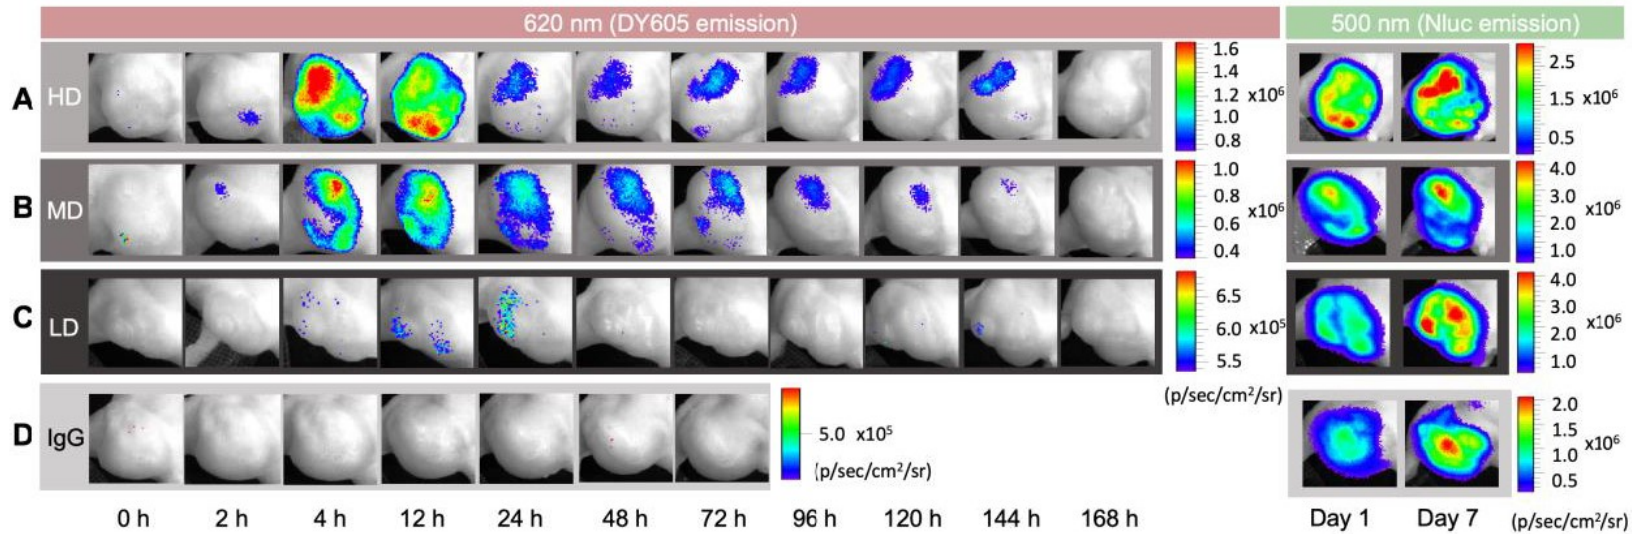 620 nm (DY605 emission)
500 nm (Nluc emission)
A
HD
1.6
1.4
1.2
1.0
0.8
x10⁶
2.5
1.5
0.5
x10⁶
B
MD
1.0
0.8
0.6
0.4
x10⁶
4.0
3.0
2.0
1.0
x10⁶
C
LD
6.5
6.0
5.5
x10⁵
(p/sec/cm²/sr)
4.0
3.0
2.0
1.0
x10⁶
D
IgG
5.0 x10⁵
(p/sec/cm²/sr)
2.0
1.5
1.0
0.5
x10⁶
0 h 2 h 4 h 12 h 24 h 48 h 72 h 96 h 120 h 144 h 168 h
Day 1 Day 7 (p/sec/cm²/sr)